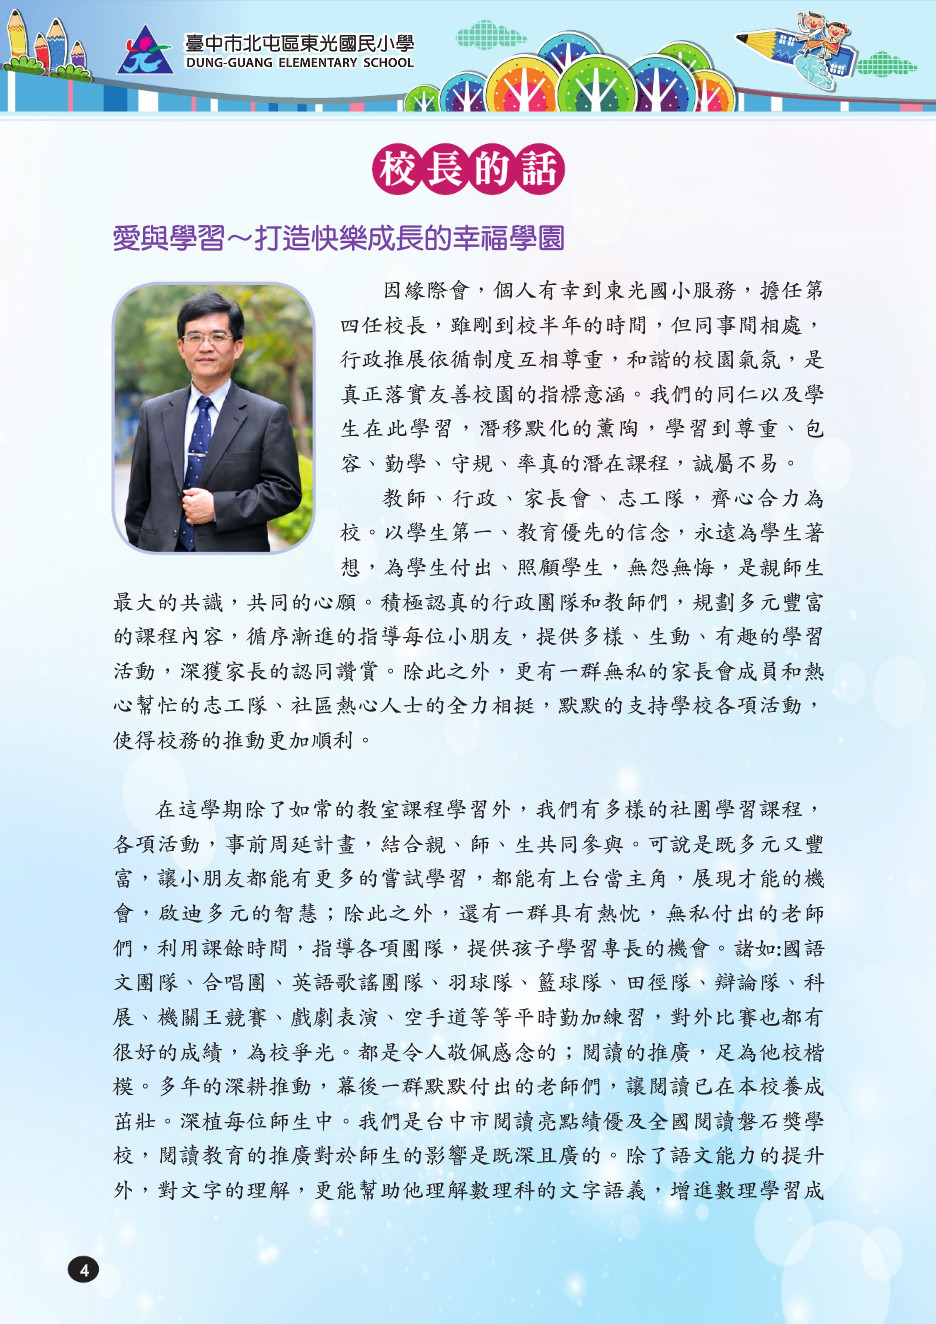 臺中市北屯區東光國民小學
DUNG-GUANG ELEMENTARY SCHOOL
校長的話
愛與學習～打造快樂成長的幸福學園
因緣際會，個人有幸到東光國小服務，擔任第
四任校長，雖剛到校半年的時間，但同事間相處，
行政推展依循制度互相尊重，和諧的校園氣氛，是
真正落實友善校園的指標意涵。我們的同仁以及學
生在此學習，潛移默化的薰陶，學習到尊重、包
容、勤學、守規、率真的潛在課程，誠屬不易。
教師、行政、家長會、志工隊，齊心合力為
校。以學生第一、教育優先的信念，永遠為學生著
想，為學生付出、照顧學生，無怨無悔，是親師生
最大的共識，共同的心願。積極認真的行政團隊和教師們，規劃多元豐富
的課程內容，循序漸進的指導每位小朋友，提供多樣、生動、有趣的學習
活動，深獲家長的認同讚賞。除此之外，更有一群無私的家長會成員和熱
心幫忙的志工隊、社區熱心人士的全力相挺，默默的支持學校各項活動，
使得校務的推動更加順利。
在這學期除了如常的教室課程學習外，我們有多樣的社團學習課程，
各項活動，事前周延計畫，結合親、師、生共同參與。可說是既多元又豐
富，讓小朋友都能有更多的嘗試學習，都能有上台當主角，展現才能的機
會，啟迪多元的智慧；除此之外，還有一群具有熱忱，無私付出的老師
們，利用課餘時間，指導各項團隊，提供孩子學習專長的機會。諸如:國語
文團隊、合唱團、英語歌謠團隊、羽球隊、籃球隊、田徑隊、辯論隊、科
展、機關王競賽、戲劇表演、空手道等等平時勤加練習，對外比賽也都有
很好的成績，為校爭光。都是令人敬佩感念的；閱讀的推廣，足為他校楷
模。多年的深耕推動，幕後一群默默付出的老師們，讓閱讀已在本校養成
茁壯。深植每位師生中。我們是台中市閱讀亮點績優及全國閱讀磐石獎學
校，閱讀教育的推廣對於師生的影響是既深且廣的。除了語文能力的提升
外，對文字的理解，更能幫助他理解數理科的文字語義，增進數理學習成
4